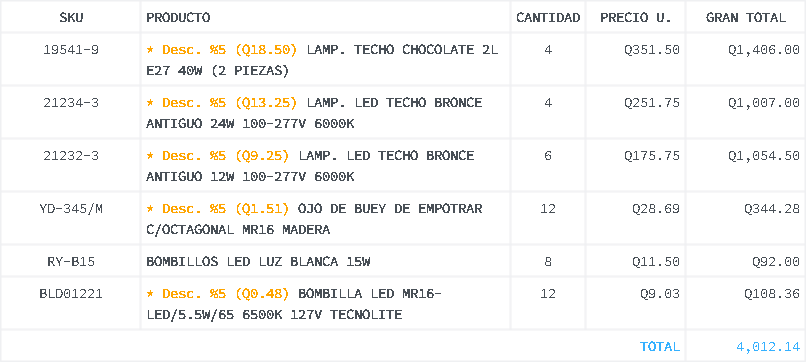 SKU PRODUCTO CANTIDAD PRECIO U. GRAN TOTAL
19541-9 ★ Desc. %5 (Q18.50) LAMP. TECHO CHOCOLATE 2L 4 Q351.50 Q1,406.00
E27 40W (2 PIEZAS)
21234-3 ★ Desc. %5 (Q13.25) LAMP. LED TECHO BRONCE 4 Q251.75 Q1,007.00
ANTIGUO 24W 100-277V 6000K
21232-3 ★ Desc. %5 (Q9.25) LAMP. LED TECHO BRONCE 6 Q175.75 Q1,054.50
ANTIGUO 12W 100-277V 6000K
YD-345/M ★ Desc. %5 (Q1.51) OJO DE BUEY DE EMPOTRAR 12 Q28.69 Q344.28
C/OCTAGONAL MR16 MADERA
RY-B15 BOMBILLOS LED LUZ BLANCA 15W 8 Q11.50 Q92.00
BLD01221 ★ Desc. %5 (Q0.48) BOMBILLA LED MR16- 12 Q9.03 Q108.36
LED/5.5W/65 6500K 127V TECNOLITE
TOTAL 4,012.14